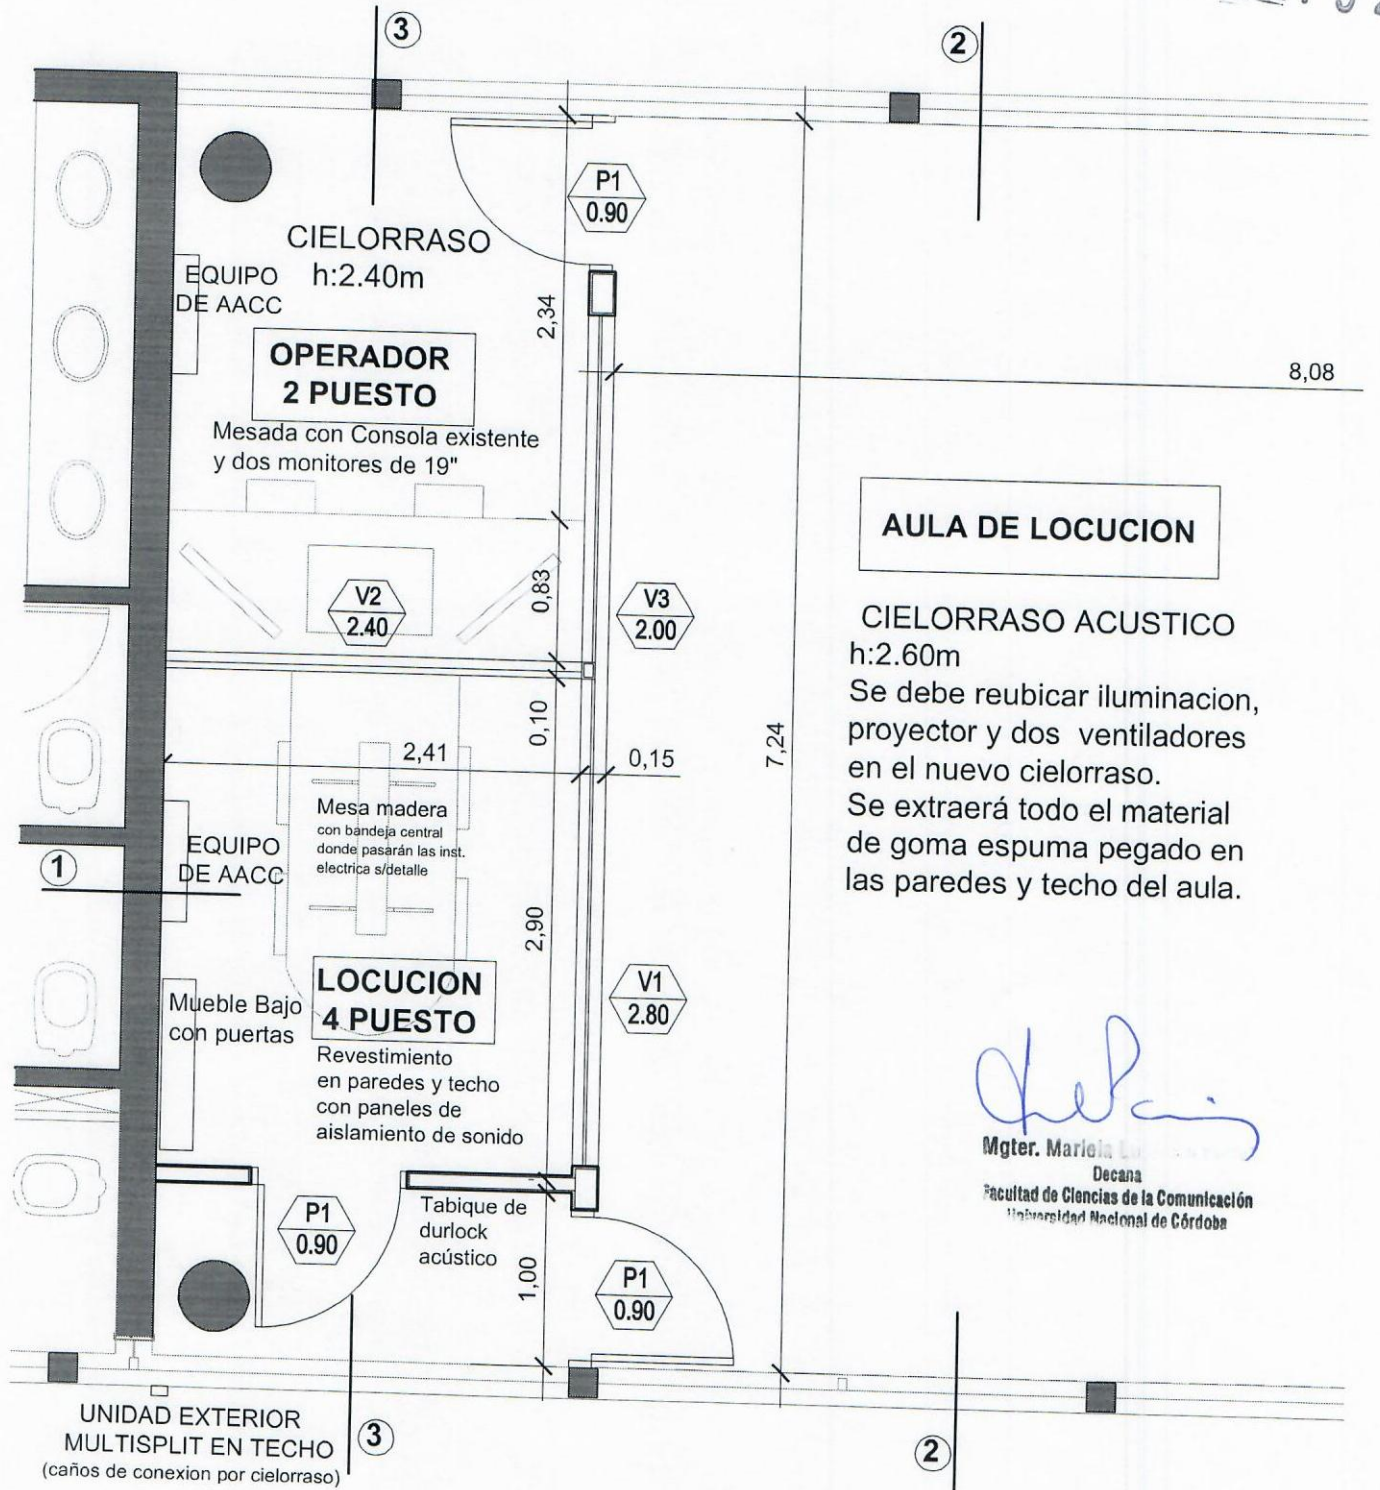 3
2
P1
0.90
CIELORRASO
h:2.40m
EQUIPO
DE AACC
2,34
OPERADOR
2 PUESTO
8,08
Mesada con Consola existente
y dos monitores de 19"
AULA DE LOCUCION
V2
2.40
0,83
V3
2.00
CIELORRASO ACUSTICO
h:2.60m
Se debe reubicar iluminacion,
proyector y dos ventiladores
en el nuevo cielorraso.
Se extraerá todo el material
de goma espuma pegado en
las paredes y techo del aula.
0,10
2,41
0,15
7,24
Mesa madera
con bandeja central
donde pasarán las inst.
electrica s/detalle
EQUIPO
DE AACC
1
2,90
LOCUCION
4 PUESTO
V1
2.80
Mueble Bajo
con puertas
Revestimiento
en paredes y techo
con paneles de
aislamiento de sonido
Mgter. Mariela
Decana
Facultad de Ciencias de la Comunicación
Universidad Nacional de Córdoba
P1
0.90
Tabique de
durlock
acústico
1,00
P1
0.90
UNIDAD EXTERIOR
MULTISPLIT EN TECHO
(caños de conexion por cielorraso)
3
2